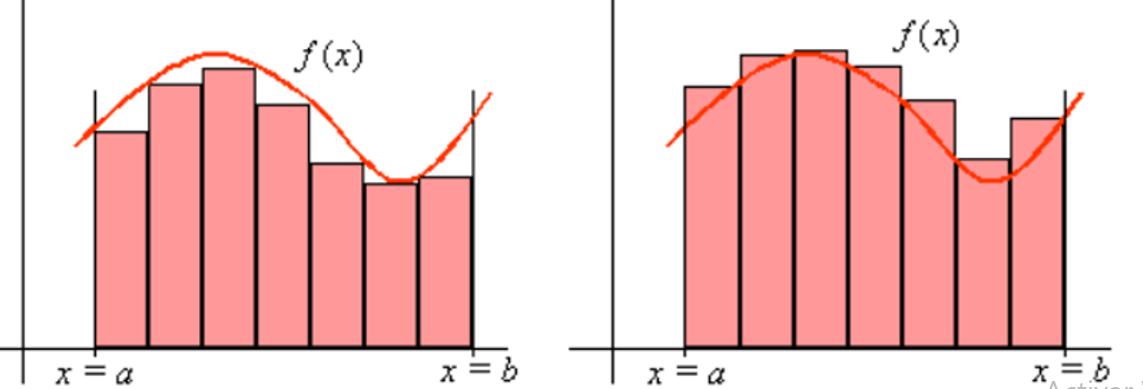 f(x)
f(x)
x = a
x = b
x = a
x = b